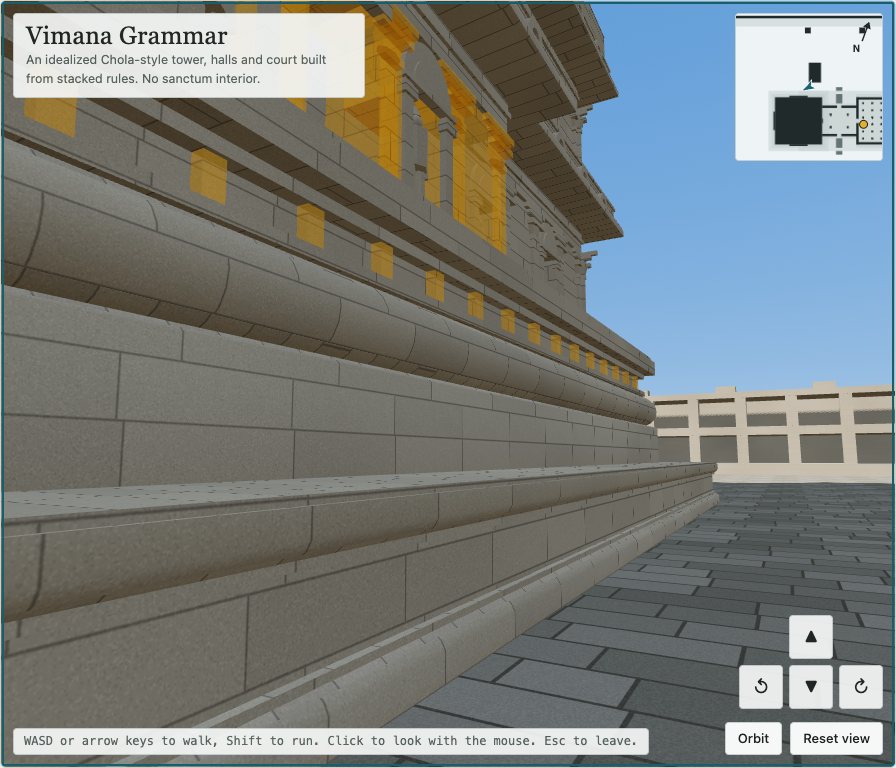 Vimana Grammar
An idealized Chola-style tower, halls and court built
from stacked rules. No sanctum interior.
N
WASD or arrow keys to walk, Shift to run. Click to look with the mouse. Esc to leave.
Orbit
Reset view